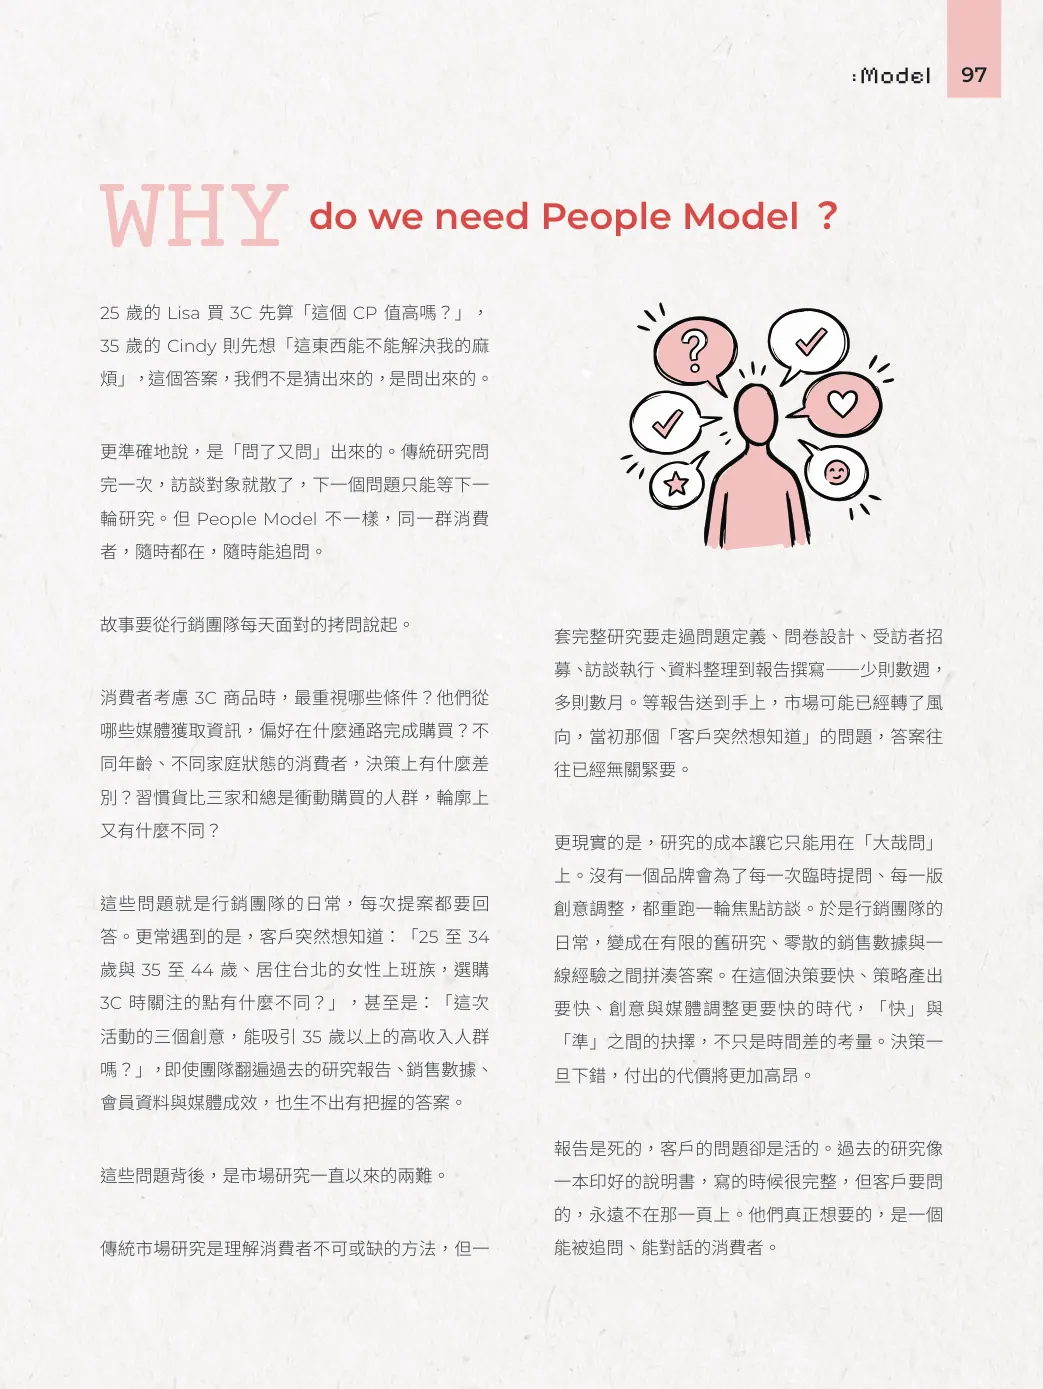 :Model
97
WHY do we need People Model ？
25 歲的 Lisa 買 3C 先算「這個 CP 值高嗎？」，
35 歲的 Cindy 則先想「這東西能不能解決我的麻
煩」，這個答案，我們不是猜出來的，是問出來的。
更準確地說，是「問了又問」出來的。傳統研究問
完一次，訪談對象就散了，下一個問題只能等下一
輪研究。但 People Model 不一樣，同一群消費
者，隨時都在，隨時能追問。
故事要從行銷團隊每天面對的拷問說起。
消費者考慮 3C 商品時，最重視哪些條件？他們從
哪些媒體獲取資訊，偏好在什麼通路完成購買？不
同年齡、不同家庭狀態的消費者，決策上有什麼差
別？習慣貨比三家和總是衝動購買的人群，輪廓上
又有什麼不同？
這些問題就是行銷團隊的日常，每次提案都要回
答。更常遇到的是，客戶突然想知道：「25 至 34
歲與 35 至 44 歲、居住台北的女性上班族，選購
3C 時關注的點有什麼不同？」，甚至是：「這次
活動的三個創意，能吸引 35 歲以上的高收入人群
嗎？」，即使團隊翻遍過去的研究報告、銷售數據、
會員資料與媒體成效，也生不出有把握的答案。
這些問題背後，是市場研究一直以來的兩難。
傳統市場研究是理解消費者不可或缺的方法，但一
套完整研究要走過問題定義、問卷設計、受訪者招
募、訪談執行、資料整理到報告撰寫——少則數週，
多則數月。等報告送到手上，市場可能已經轉了風
向，當初那個「客戶突然想知道」的問題，答案往
往已經無關緊要。
更現實的是，研究的成本讓它只能用在「大哉問」
上。沒有一個品牌會為了每一次臨時提問、每一版
創意調整，都重跑一輪焦點訪談。於是行銷團隊的
日常，變成在有限的舊研究、零散的銷售數據與一
線經驗之間拼湊答案。在這個決策要快、策略產出
要快、創意與媒體調整更要快的時代，「快」與
「準」之間的抉擇，不只是時間差的考量。決策一
旦下錯，付出的代價將更加高昂。
報告是死的，客戶的問題卻是活的。過去的研究像
一本印好的說明書，寫的時候很完整，但客戶要問
的，永遠不在那一頁上。他們真正想要的，是一個
能被追問、能對話的消費者。